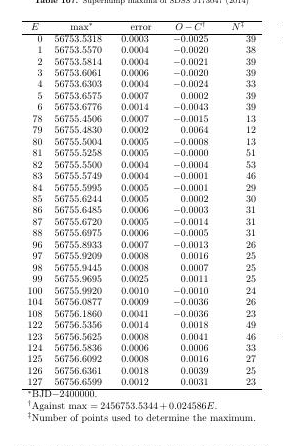 Table 167. Superhump maxima of SDSS J173047 (2014)
E max* error O − C† N‡
0 56753.5318 0.0003 −0.0025 39
1 56753.5570 0.0004 −0.0020 38
2 56753.5814 0.0004 −0.0021 39
3 56753.6061 0.0006 −0.0020 39
4 56753.6303 0.0004 −0.0024 33
5 56753.6575 0.0007 0.0002 39
6 56753.6776 0.0014 −0.0043 39
78 56755.4506 0.0007 −0.0015 13
79 56755.4830 0.0002 0.0064 12
80 56755.5004 0.0005 −0.0008 13
81 56755.5258 0.0005 −0.0000 51
82 56755.5500 0.0004 −0.0004 53
83 56755.5749 0.0004 −0.0001 46
84 56755.5995 0.0005 −0.0001 29
85 56755.6244 0.0005 0.0002 30
86 56755.6485 0.0006 −0.0003 31
87 56755.6720 0.0005 −0.0014 31
88 56755.6975 0.0006 −0.0005 31
96 56755.8933 0.0007 −0.0013 26
97 56755.9209 0.0008 0.0016 25
98 56755.9445 0.0008 0.0007 25
99 56755.9695 0.0025 0.0011 25
100 56755.9920 0.0010 −0.0010 24
104 56756.0877 0.0009 −0.0036 26
108 56756.1860 0.0041 −0.0036 23
122 56756.5356 0.0014 0.0018 49
123 56756.5625 0.0008 0.0041 46
124 56756.5836 0.0006 0.0006 33
125 56756.6092 0.0008 0.0016 27
126 56756.6361 0.0018 0.0039 25
127 56756.6599 0.0012 0.0031 23
*BJD−2400000.
†Against max = 2456753.5344 + 0.024586E.
‡Number of points used to determine the maximum.